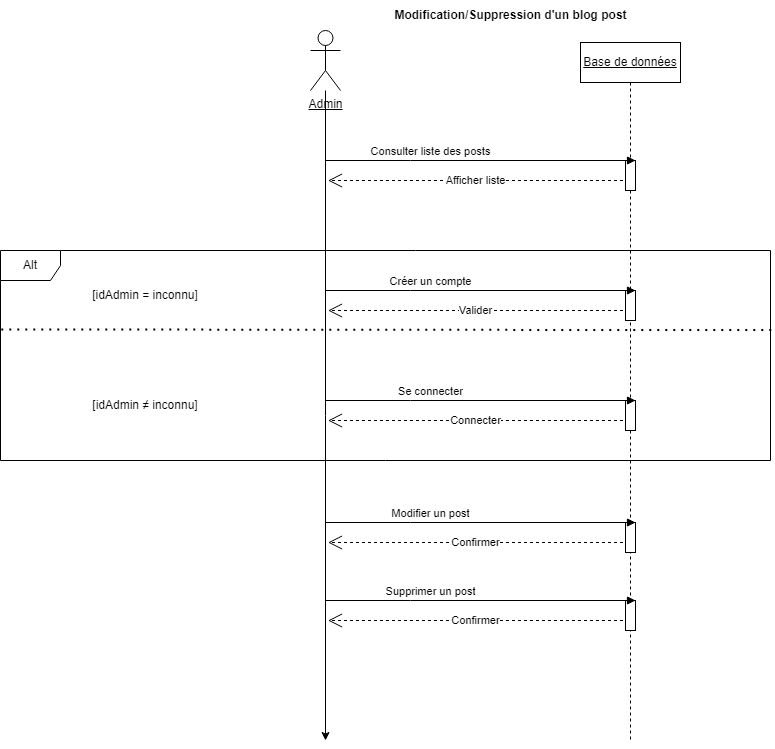 Modification/Suppression d'un blog post
Base de données
Admin
Consulter liste des posts
Afficher liste
Alt
[idAdmin = inconnu]
Créer un compte
Valider
[idAdmin ≠ inconnu]
Se connecter
Connecter
Modifier un post
Confirmer
Supprimer un post
Confirmer